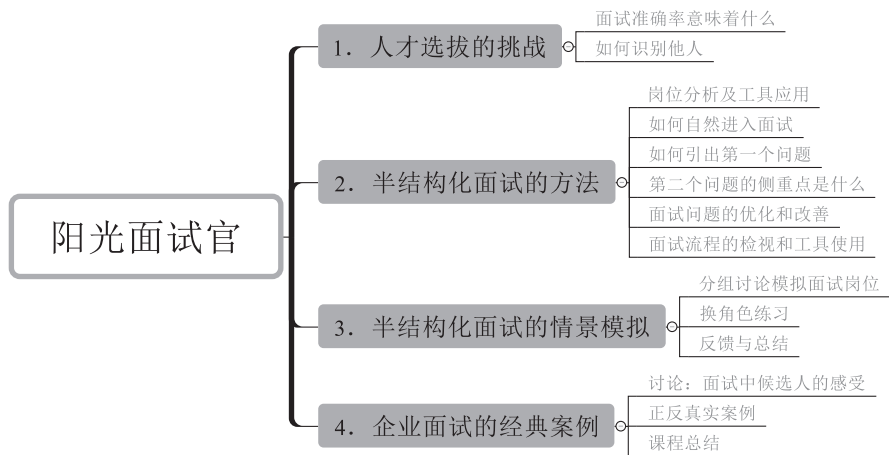 阳光面试官
1. 人才选拔的挑战
面试准确率意味着什么
如何识别他人
2. 半结构化面试的方法
岗位分析及工具应用
如何自然进入面试
如何引出第一个问题
第二个问题的侧重点是什么
面试问题的优化和改善
面试流程的检视和工具使用
3. 半结构化面试的情景模拟
分组讨论模拟面试岗位
换角色练习
反馈与总结
4. 企业面试的经典案例
讨论：面试中候选人的感受
正反真实案例
课程总结